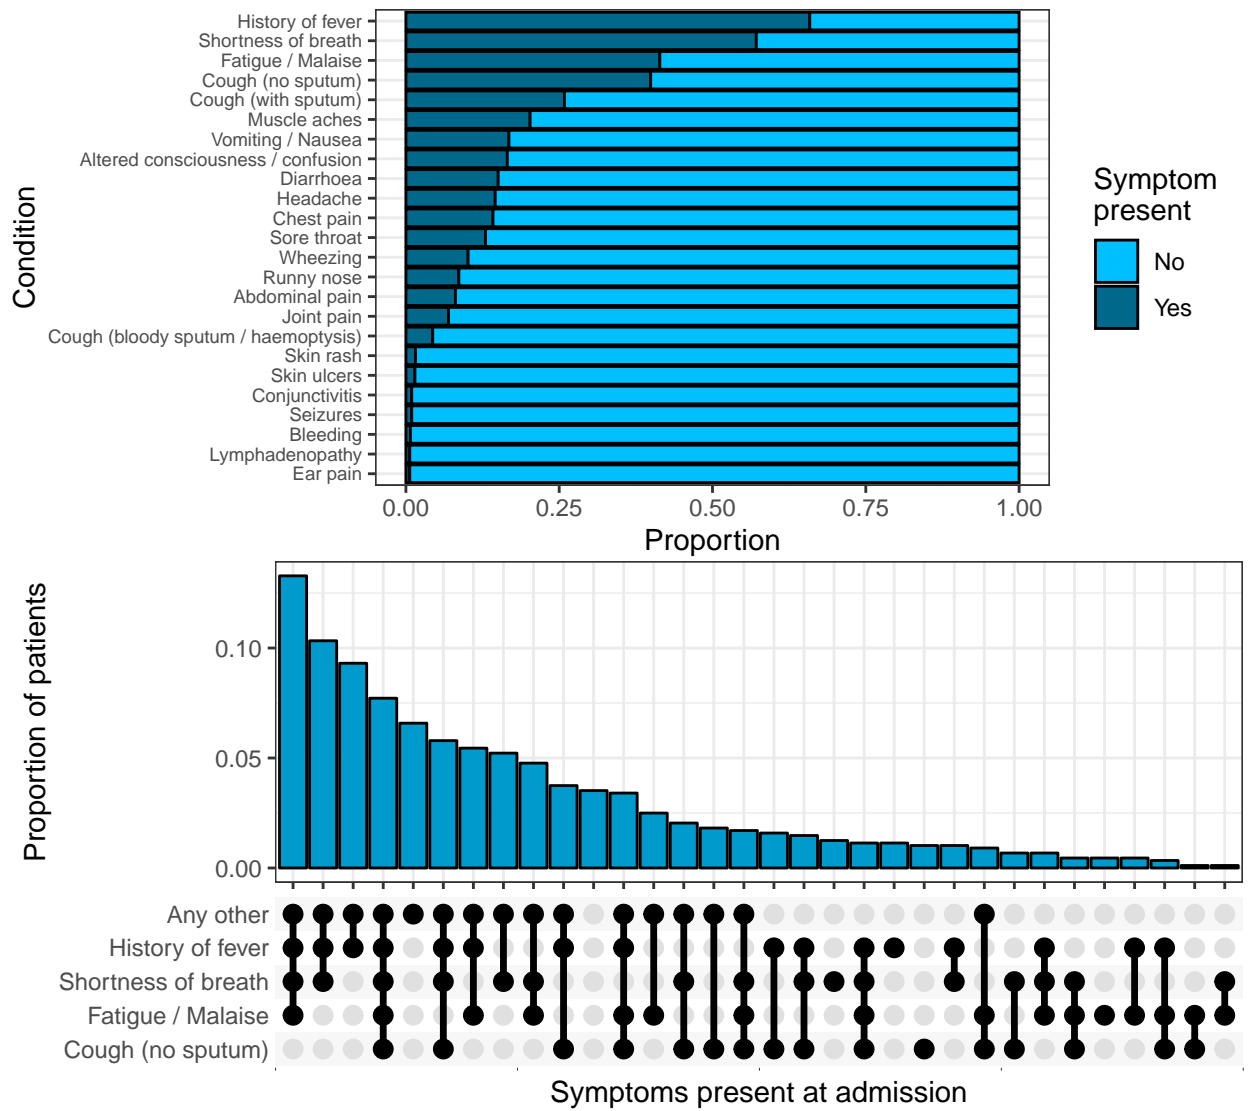 History of fever
Shortness of breath
Fatigue / Malaise
Cough (no sputum)
Cough (with sputum)
Muscle aches
Vomiting / Nausea
Altered consciousness / confusion
Diarrhoea
Headache
Chest pain
Sore throat
Wheezing
Runny nose
Abdominal pain
Joint pain
Cough (bloody sputum / haemoptysis)
Skin rash
Skin ulcers
Conjunctivitis
Seizures
Bleeding
Lymphadenopathy
Ear pain
Condition
0.00 0.25 0.50 0.75 1.00
Proportion
Symptom
present
No
Yes
Proportion of patients
0.10
0.05
0.00
Any other
History of fever
Shortness of breath
Fatigue / Malaise
Cough (no sputum)
Symptoms present at admission